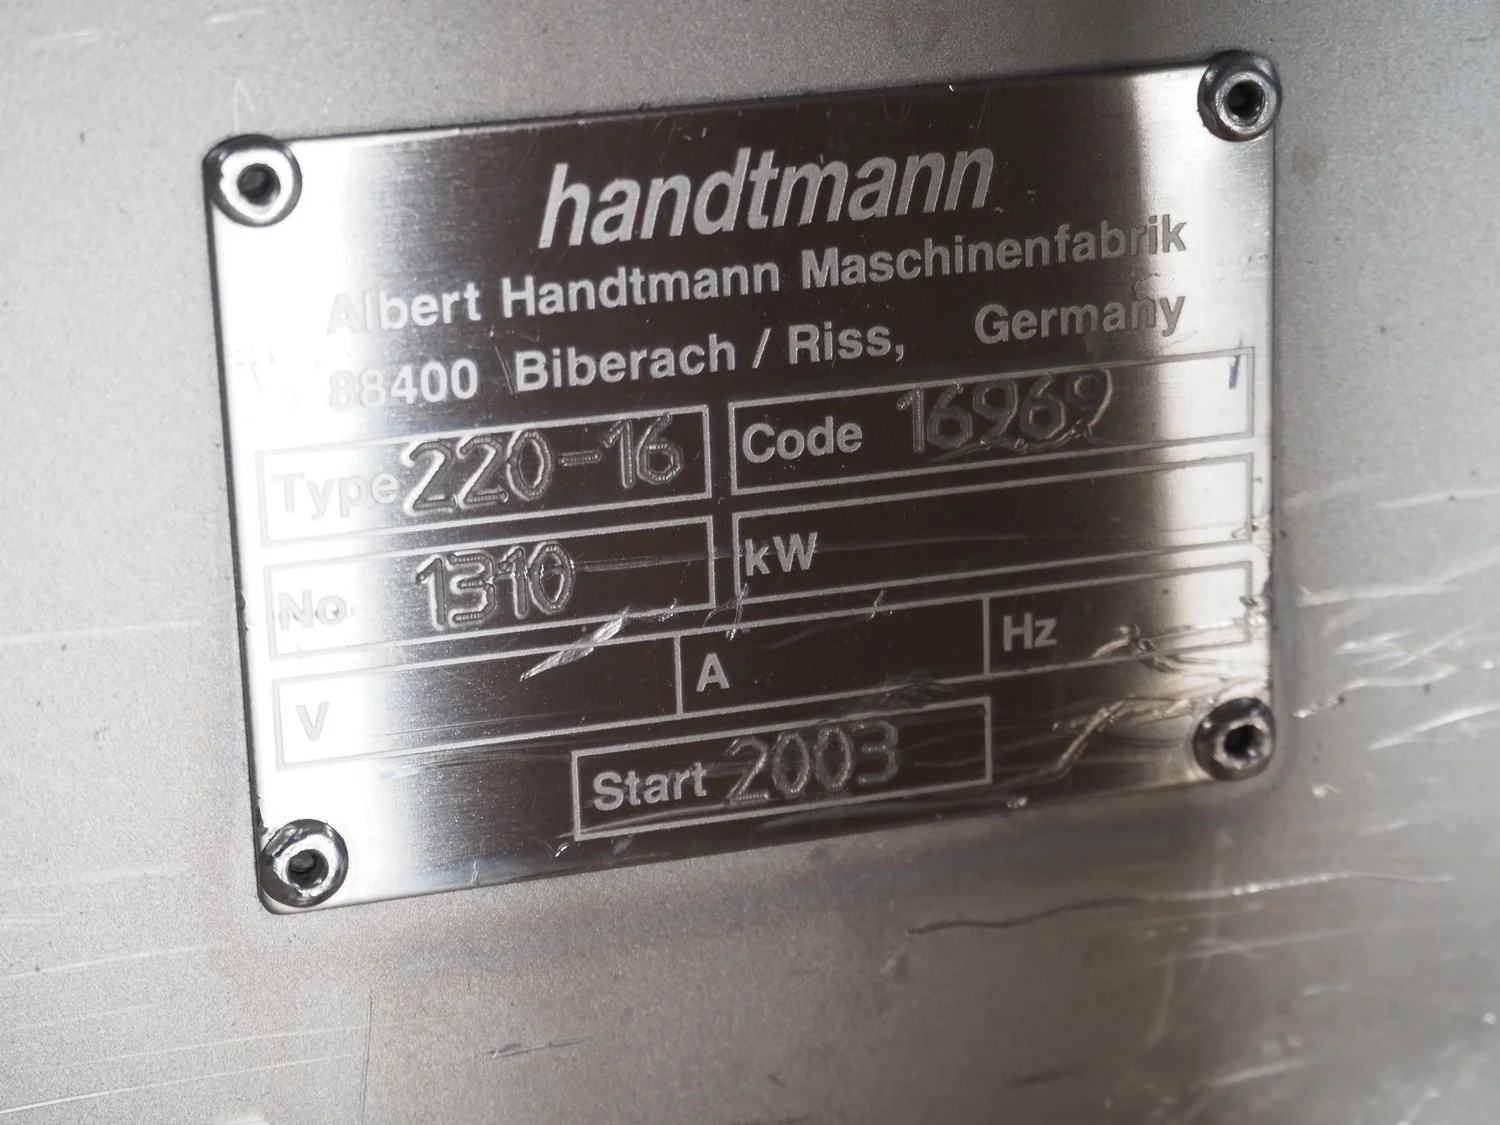 handtmann
Albert Handtmann Maschinenfabrik
88400 Biberach / Riss, Germany
Type 220-16 Code 16969
No 1310 kW
V A Hz
Start 2003